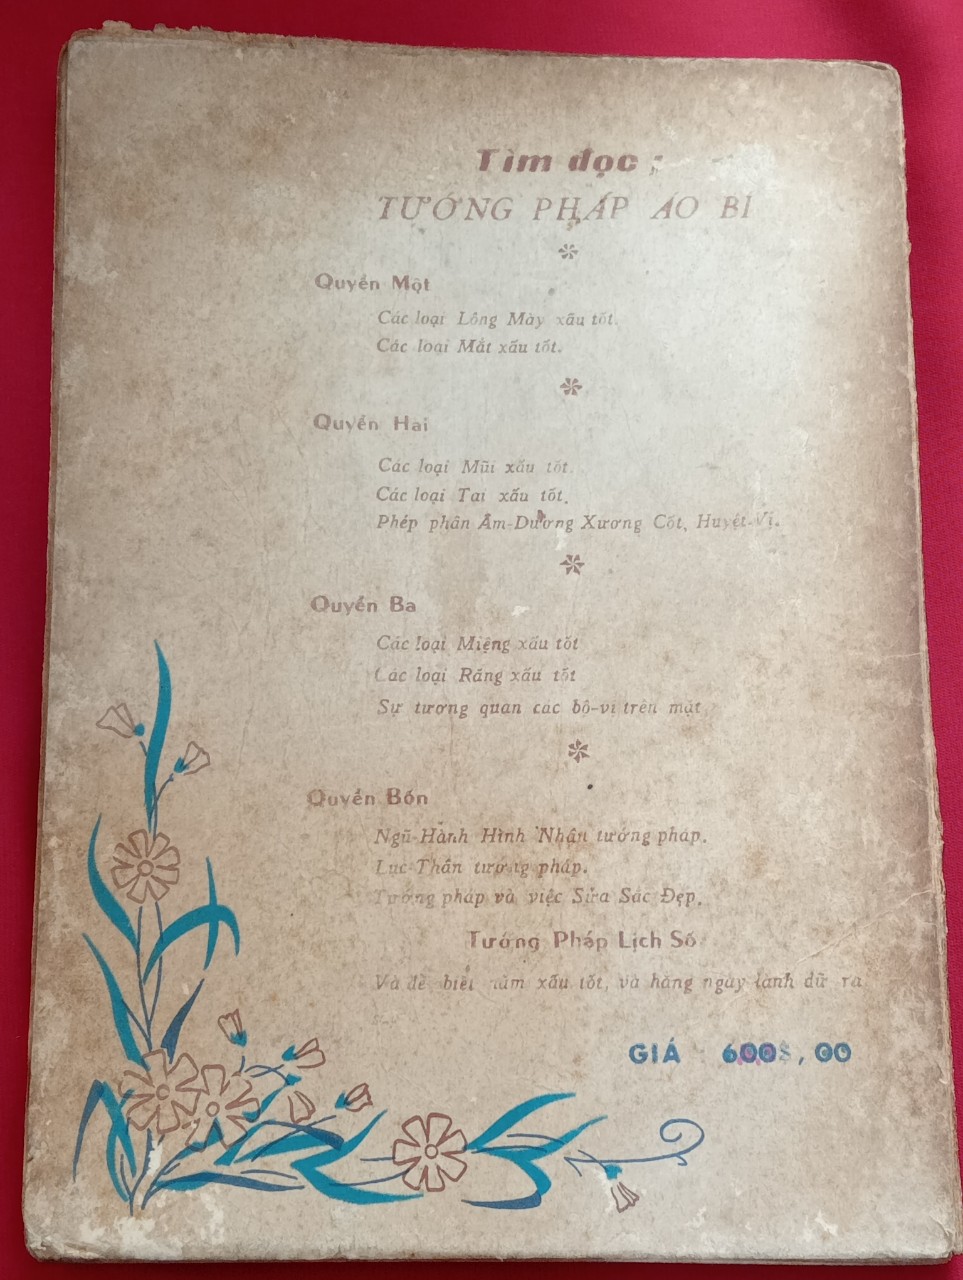 Tìm đọc :
TƯỚNG PHÁP ÁO BÍ
Quyển Một
Các loại Lông Mày xấu tốt.
Các loại Mắt xấu tốt.
Quyển Hai
Các loại Mũi xấu tốt.
Các loại Tai xấu tốt.
Phép phân Âm-Dương Xương Cốt, Huyệt-Vị.
Quyển Ba
Các loại Miệng xấu tốt
Các loại Răng xấu tốt
Sự tương quan các bộ-vị trên mặt.
Quyển Bốn
Ngũ-Hành Hình Nhân tướng pháp.
Lục-Thân tướng pháp.
Tướng pháp và việc Sửa Sắc Đẹp.
Tướng Pháp Lịch Số
Và để biết năm xấu tốt, và hằng ngày lành dữ ra
GIÁ 600$,00